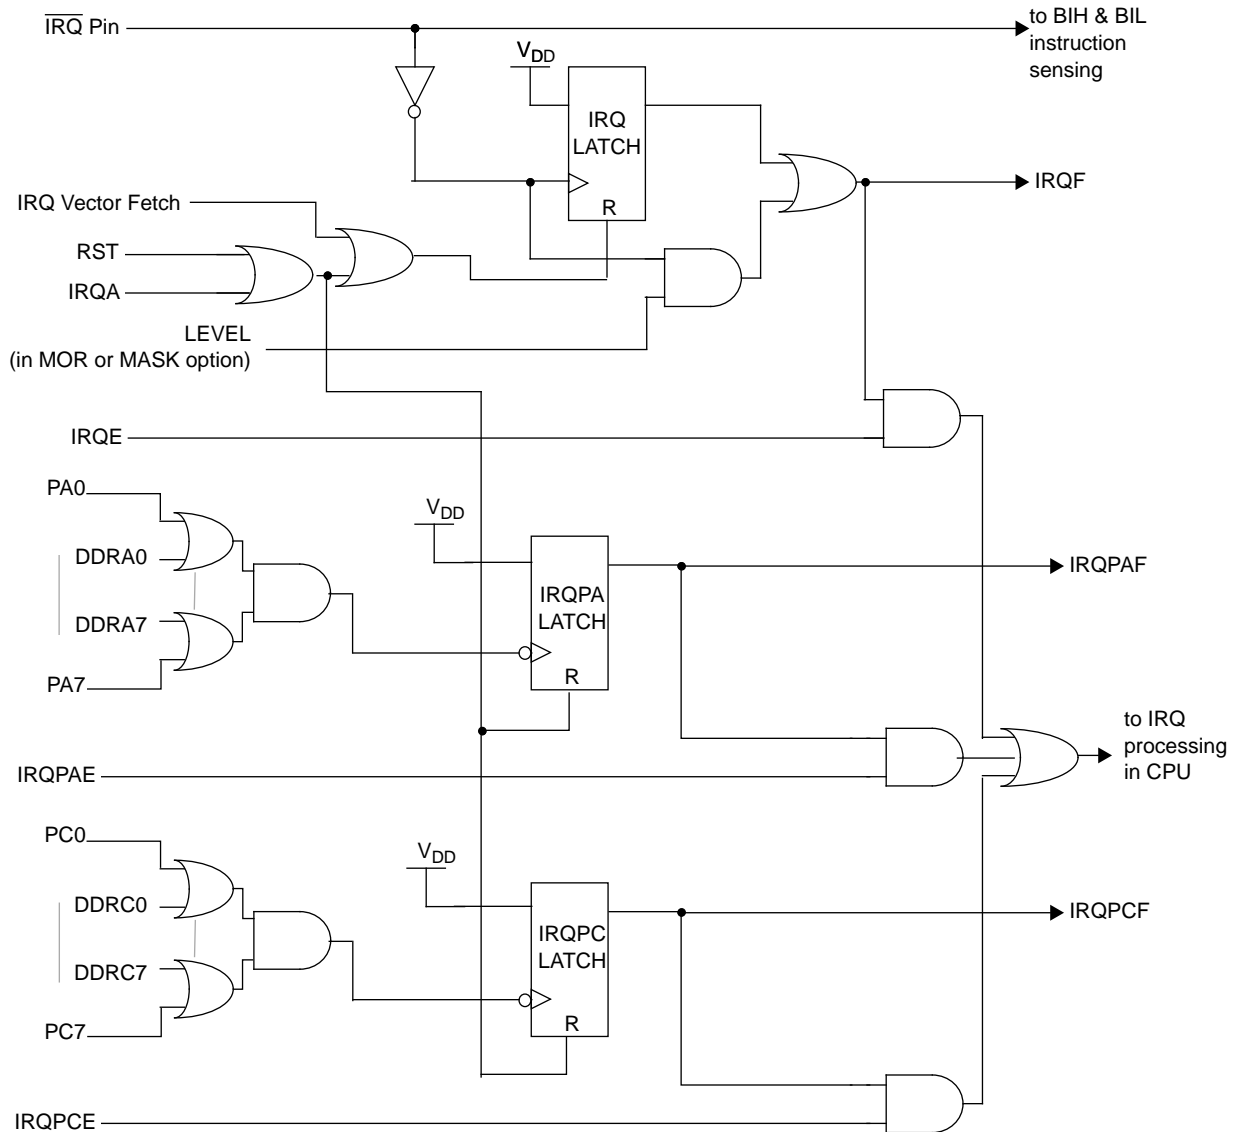 IRQ Pin
to BIH & BIL
instruction
sensing
VDD
IRQ
LATCH
R
IRQF
IRQ Vector Fetch
RST
IRQA
LEVEL
(in MOR or MASK option)
IRQE
PA0
DDRA0
DDRA7
PA7
VDD
IRQPA
LATCH
R
IRQPAF
IRQPAE
to IRQ
processing
in CPU
PC0
DDRC0
DDRC7
PC7
VDD
IRQPC
LATCH
R
IRQPCF
IRQPCE